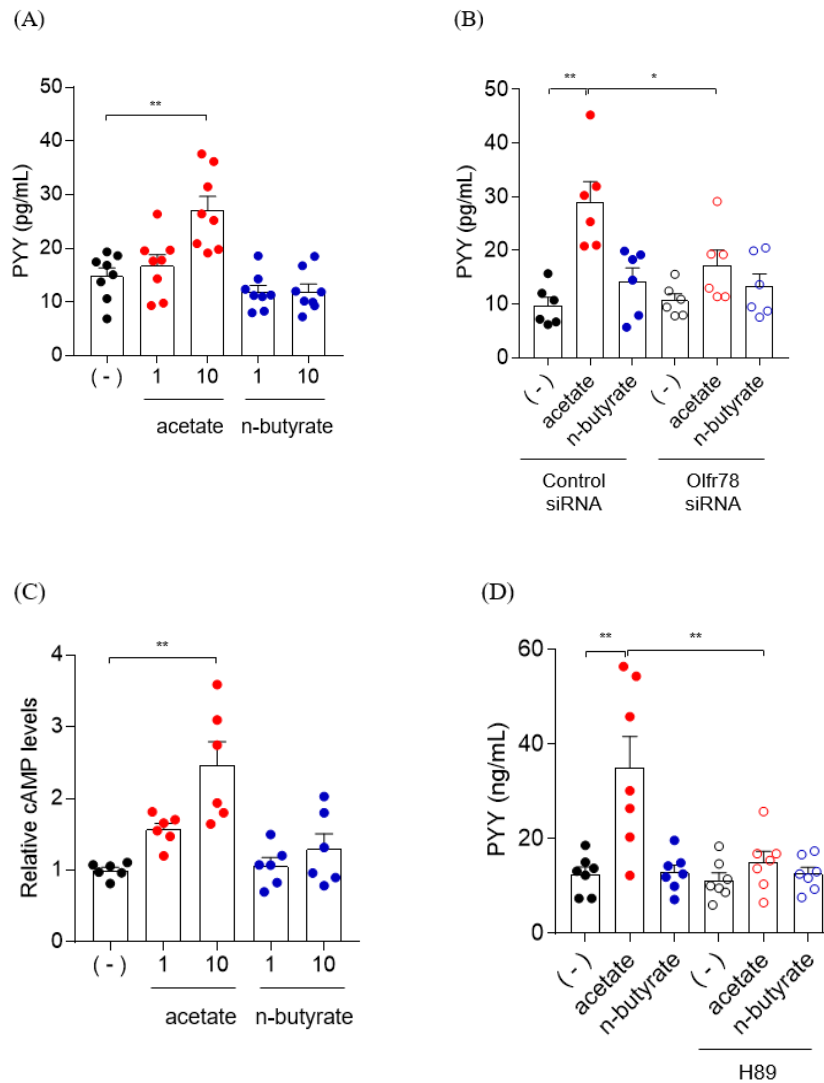 (A)
**
50
40
30
20
10
0
PYY (pg/mL)
(-) 1 10 1 10
acetate n-butyrate
(B)
** *
50
40
30
20
10
0
PYY (pg/mL)
(-) acetate n-butyrate (-) acetate n-butyrate
Control Olfr78
siRNA siRNA
(C)
**
4
3
2
1
0
Relative cAMP levels
(-) 1 10 1 10
acetate n-butyrate
(D)
** **
60
40
20
0
PYY (ng/mL)
(-) acetate n-butyrate (-) acetate n-butyrate
H89